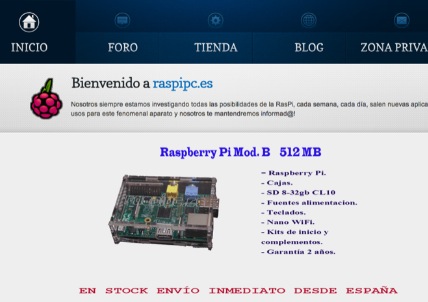 INICIO
FORO
TIENDA
BLOG
ZONA PRIVA
Bienvenido a raspipc.es
Nosotros siempre estamos investigando todas las posibilidades de la RasPi, cada semana, cada día, salen nuevas aplica
usos para este fenomenal aparato y nosotros te mantendremos informad@!
Raspberry Pi Mod. B 512 MB
- Raspberry Pi.
- Cajas.
- SD 8-32gb CL10
- Fuentes alimentacion.
- Teclados.
- Nano WiFi.
- Kits de inicio y
complementos.
- Garantía 2 años.
EN STOCK ENVÍO INMEDIATO DESDE ESPAÑA